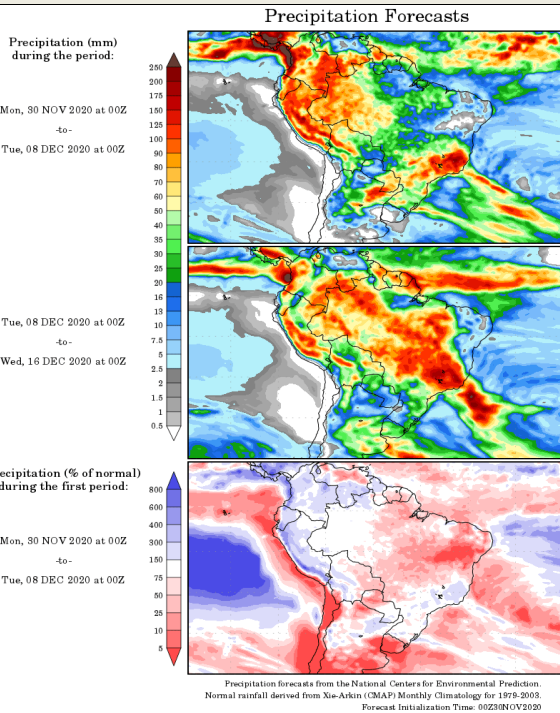 Precipitation Forecasts
Precipitation (mm)
during the period:
Mon, 30 NOV 2020 at 00Z
-to-
Tue, 08 DEC 2020 at 00Z
250
200
175
150
125
100
90
80
70
60
50
40
35
30
25
20
16
13
10
7.5
5
2.5
2
1.5
1
0.5
Tue, 08 DEC 2020 at 00Z
-to-
Wed, 16 DEC 2020 at 00Z
ecipitation (% of normal)
during the first period:
Mon, 30 NOV 2020 at 00Z
-to-
Tue, 08 DEC 2020 at 00Z
800
600
400
300
150
75
50
25
10
5
Precipitation forecasts from the National Centers for Environmental Prediction.
Normal rainfall derived from Xie-Arkin (CMAP) Monthly Climatology for 1979-2003.
Forecast Initialization Time: 00Z30NOV2020